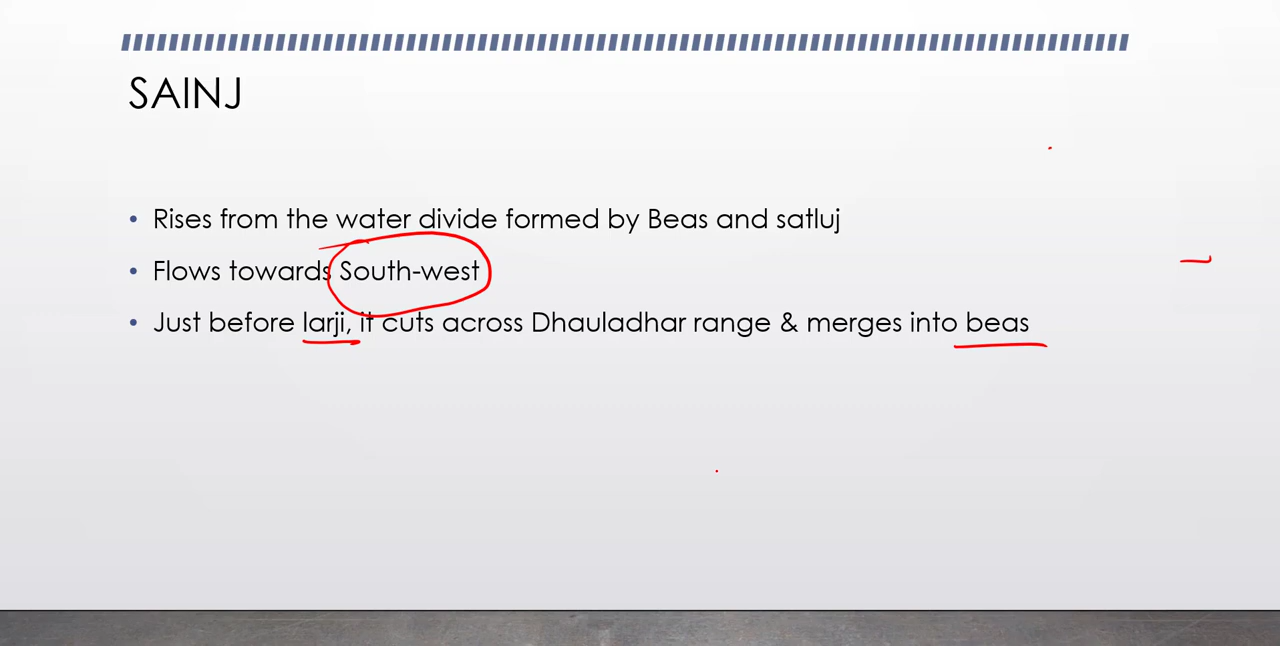 SAINJ
• Rises from the water divide formed by Beas and satluj
• Flows towards South-west
• Just before larji, it cuts across Dhauladhar range & merges into beas